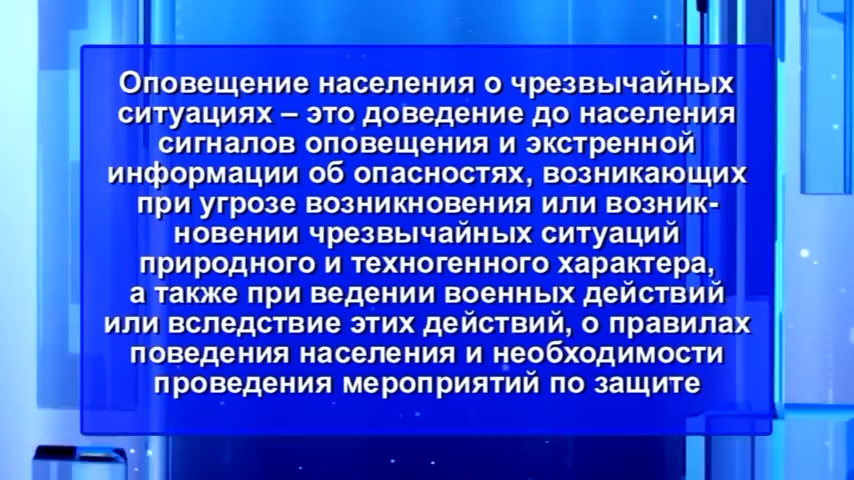 Оповещение населения о чрезвычайных
ситуациях – это доведение до населения
сигналов оповещения и экстренной
информации об опасностях, возникающих
при угрозе возникновения или возник-
новении чрезвычайных ситуаций
природного и техногенного характера,
а также при ведении военных действий
или вследствие этих действий, о правилах
поведения населения и необходимости
проведения мероприятий по защите